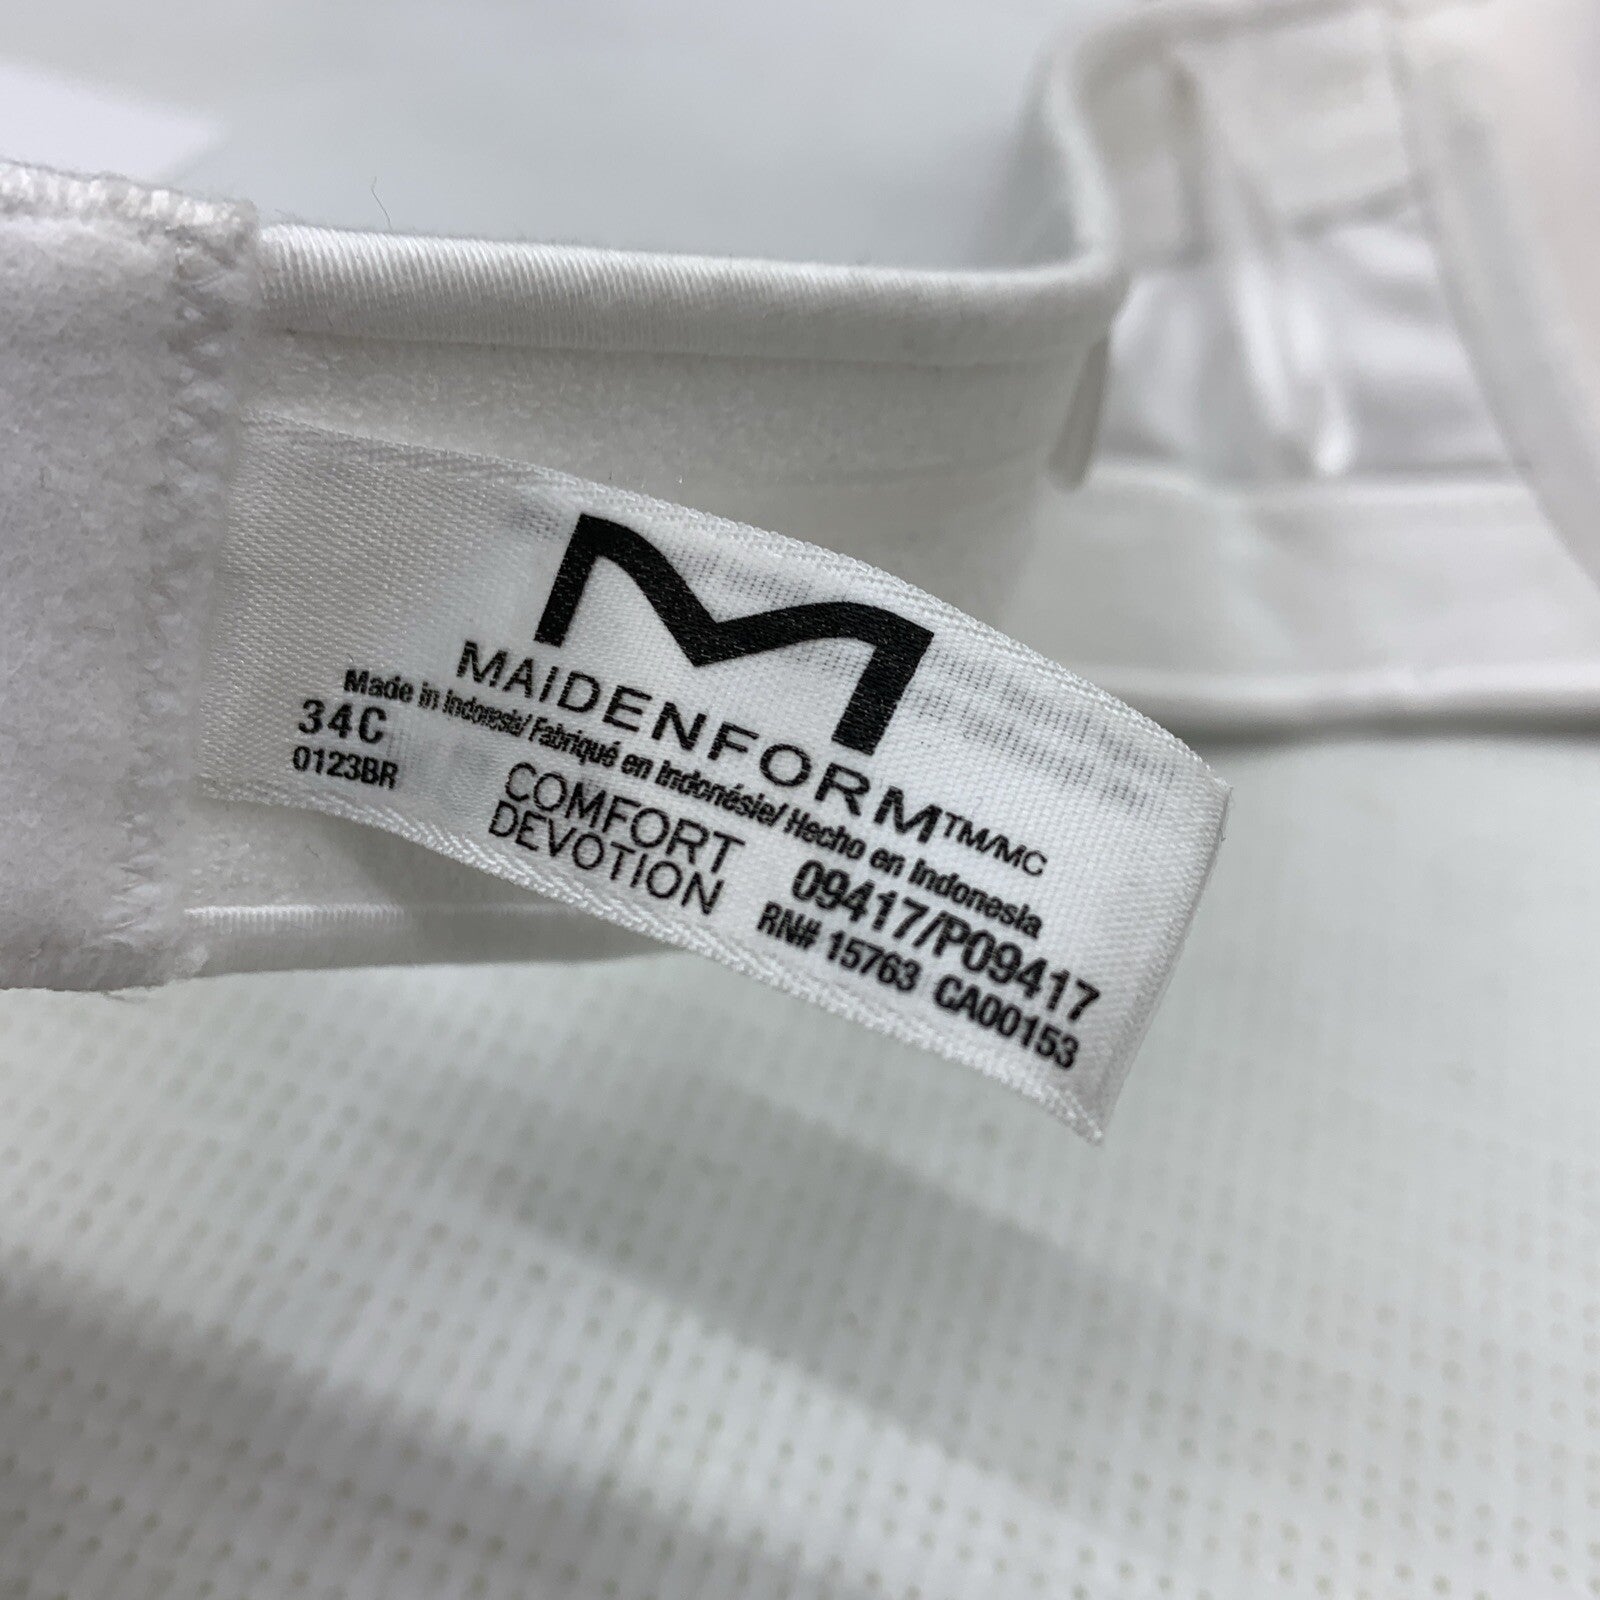 MAIDENFORM™/MC
Made in Indonesia/ Fabriqué en Indonésie/ Hecho en Indonesia
34C
0123BR
COMFORT
DEVOTION
09417/P09417
RN# 15763 CA00153